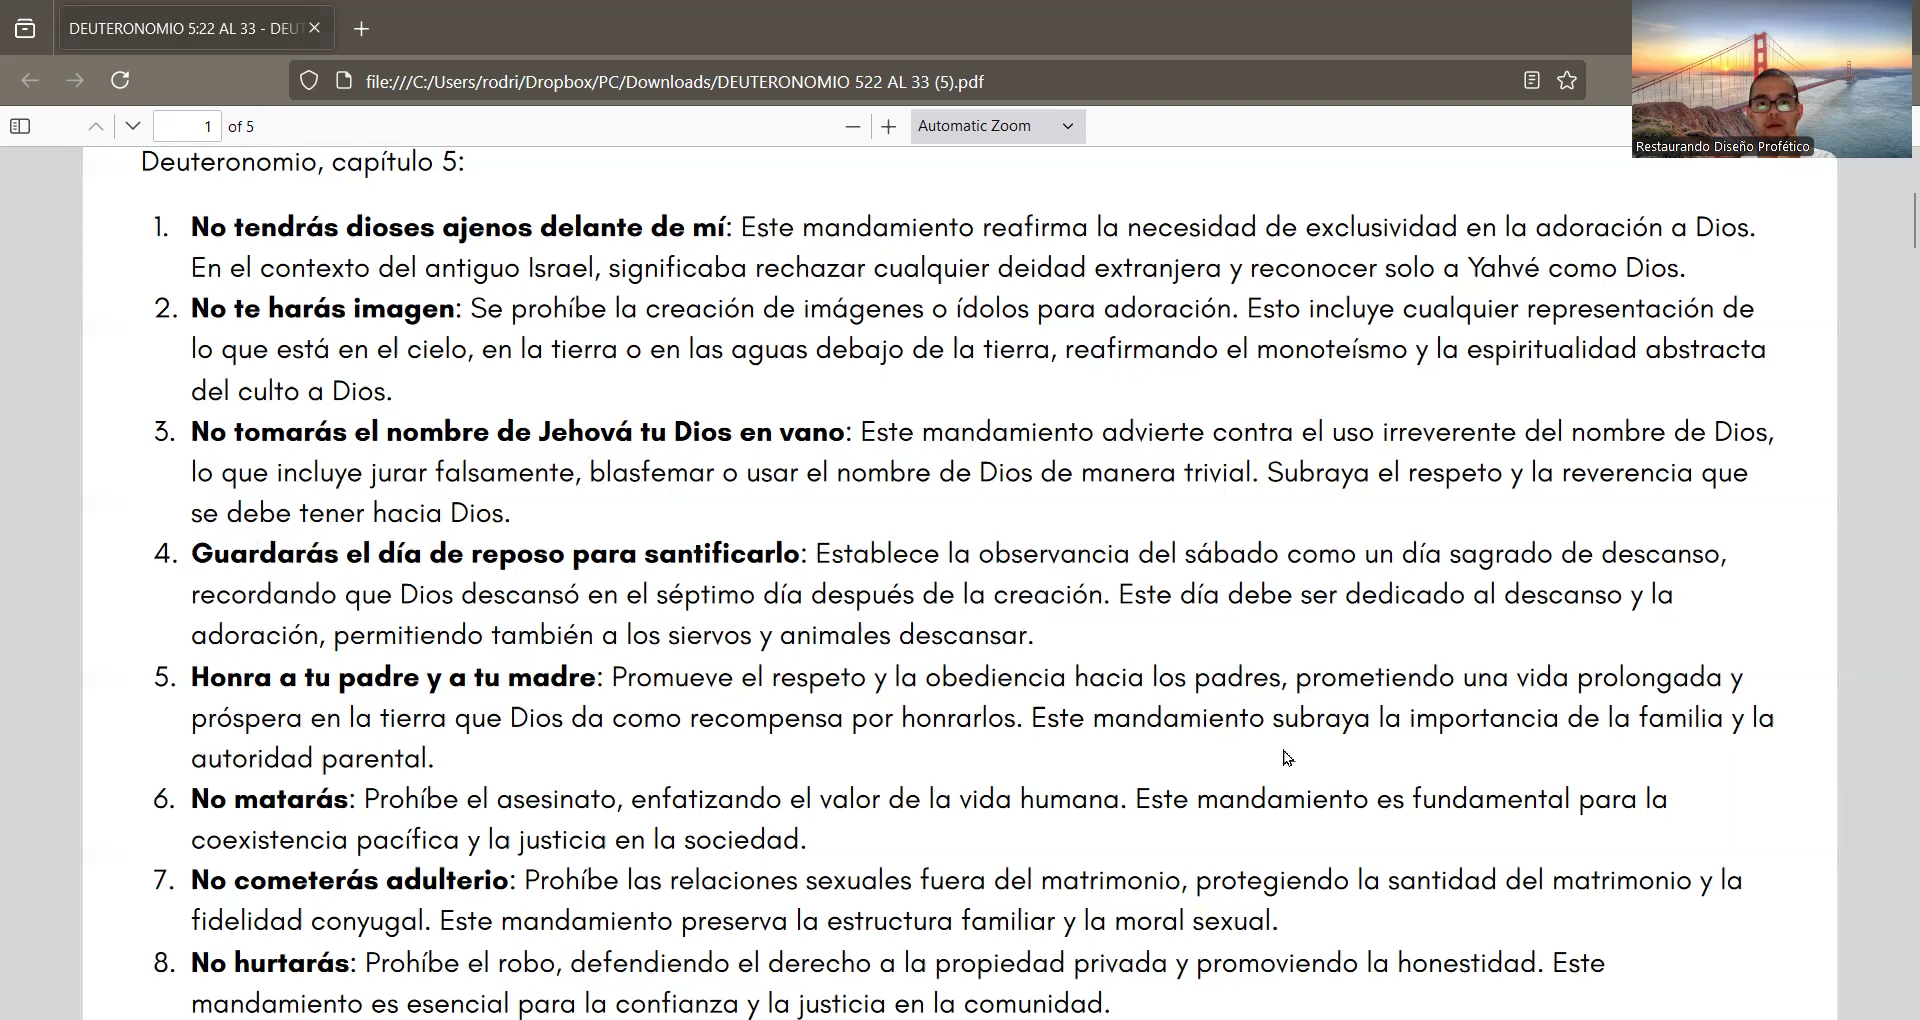 DEUTERONOMIO 5:22 AL 33 - DEUT
file:///C:/Users/rodri/Dropbox/PC/Downloads/DEUTERONOMIO 522 AL 33 (5).pdf
1 of 5
Automatic Zoom
Restaurando Diseño Profético
Deuteronomio, capítulo 5:
1. No tendrás dioses ajenos delante de mí: Este mandamiento reafirma la necesidad de exclusividad en la adoración a Dios.
En el contexto del antiguo Israel, significaba rechazar cualquier deidad extranjera y reconocer solo a Yahvé como Dios.
2. No te harás imagen: Se prohíbe la creación de imágenes o ídolos para adoración. Esto incluye cualquier representación de
lo que está en el cielo, en la tierra o en las aguas debajo de la tierra, reafirmando el monoteísmo y la espiritualidad abstracta
del culto a Dios.
3. No tomarás el nombre de Jehová tu Dios en vano: Este mandamiento advierte contra el uso irreverente del nombre de Dios,
lo que incluye jurar falsamente, blasfemar o usar el nombre de Dios de manera trivial. Subraya el respeto y la reverencia que
se debe tener hacia Dios.
4. Guardarás el día de reposo para santificarlo: Establece la observancia del sábado como un día sagrado de descanso,
recordando que Dios descansó en el séptimo día después de la creación. Este día debe ser dedicado al descanso y la
adoración, permitiendo también a los siervos y animales descansar.
5. Honra a tu padre y a tu madre: Promueve el respeto y la obediencia hacia los padres, prometiendo una vida prolongada y
próspera en la tierra que Dios da como recompensa por honrarlos. Este mandamiento subraya la importancia de la familia y la
autoridad parental.
6. No matarás: Prohíbe el asesinato, enfatizando el valor de la vida humana. Este mandamiento es fundamental para la
coexistencia pacífica y la justicia en la sociedad.
7. No cometerás adulterio: Prohíbe las relaciones sexuales fuera del matrimonio, protegiendo la santidad del matrimonio y la
fidelidad conyugal. Este mandamiento preserva la estructura familiar y la moral sexual.
8. No hurtarás: Prohíbe el robo, defendiendo el derecho a la propiedad privada y promoviendo la honestidad. Este
mandamiento es esencial para la confianza y la justicia en la comunidad.